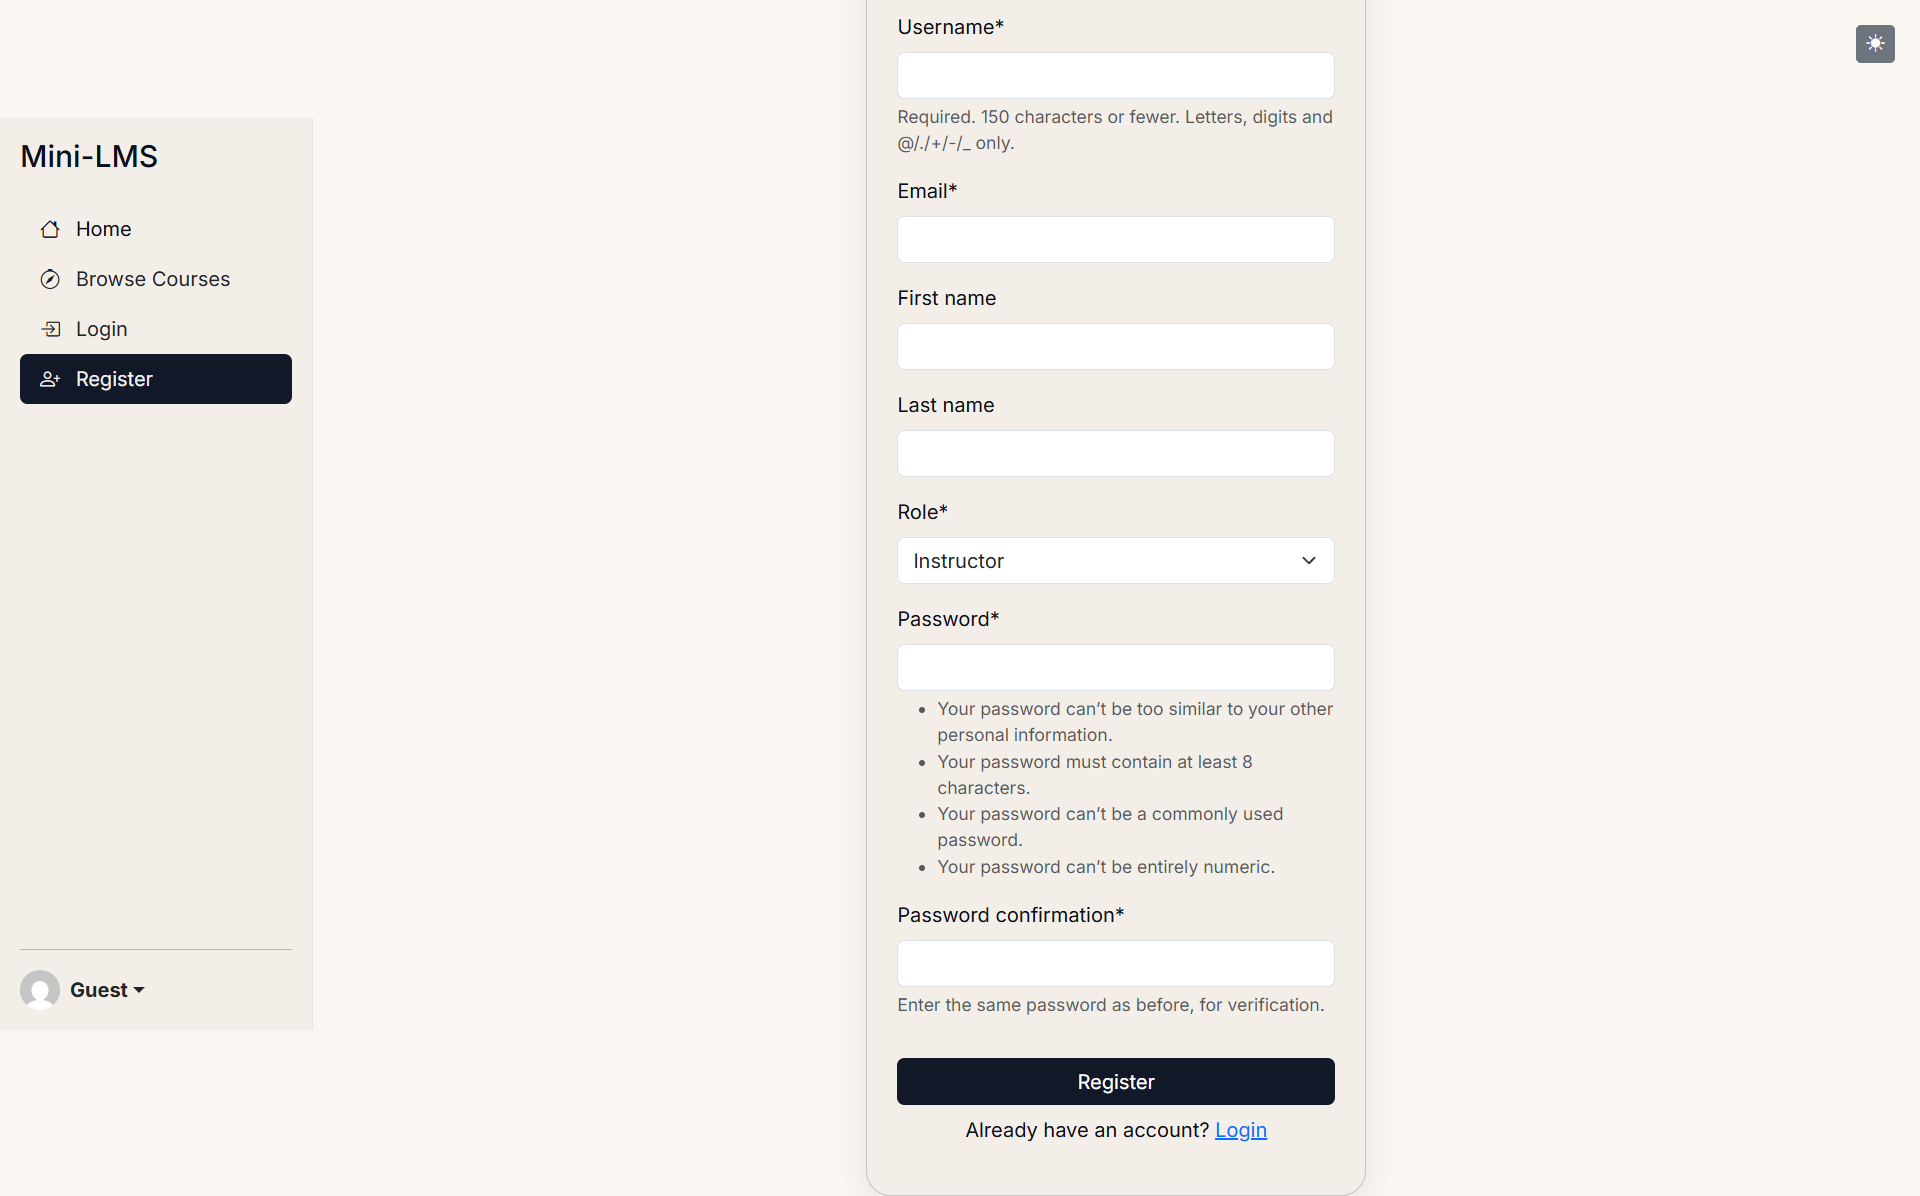 Mini-LMS
Home
Browse Courses
Login
Register
Guest
Username*
Required. 150 characters or fewer. Letters, digits and
@/./+/-/_ only.
Email*
First name
Last name
Role*
Instructor
Password*
Your password can’t be too similar to your other
personal information.
Your password must contain at least 8
characters.
Your password can’t be a commonly used
password.
Your password can’t be entirely numeric.
Password confirmation*
Enter the same password as before, for verification.
Register
Already have an account? Login